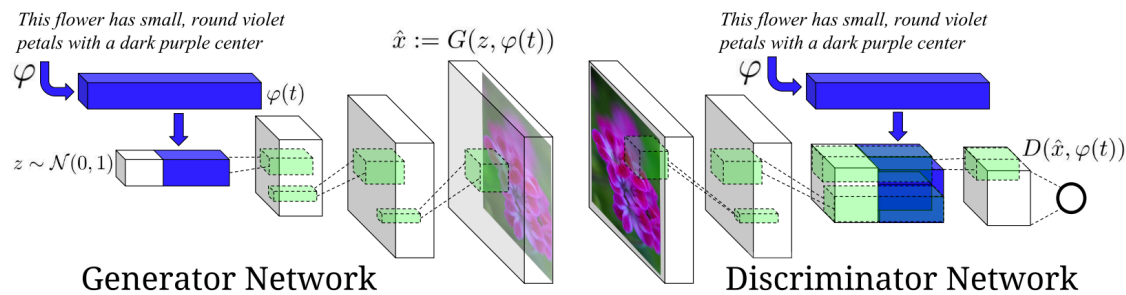 This flower has small, round violet
petals with a dark purple center
φ
φ(t)
z ∼ N(0, 1)
x̂ := G(z, φ(t))
Generator Network
This flower has small, round violet
petals with a dark purple center
φ
D(x̂, φ(t))
Discriminator Network